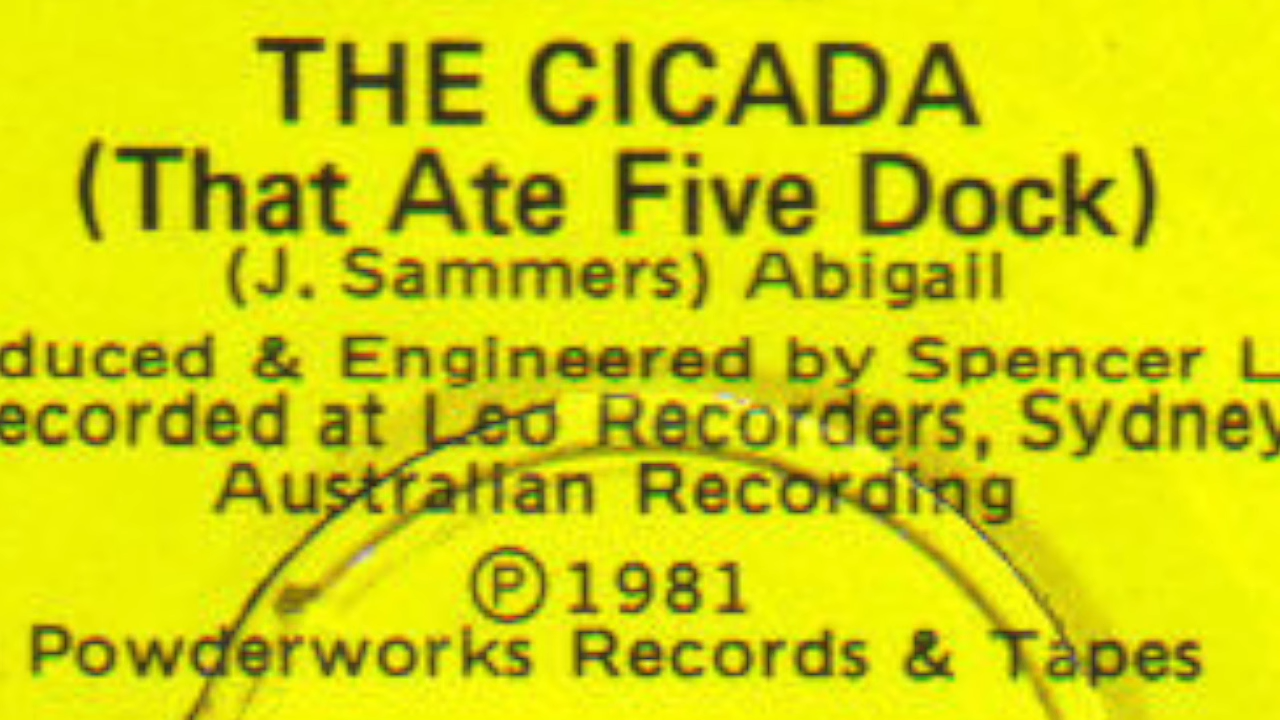 THE CICADA
(That Ate Five Dock)
(J. Sammers) Abigail
duced & Engineered by Spencer L
ecorded at Leo Recorders, Sydney
Australian Recording
Ⓟ 1981
Powderworks Records & Tapes